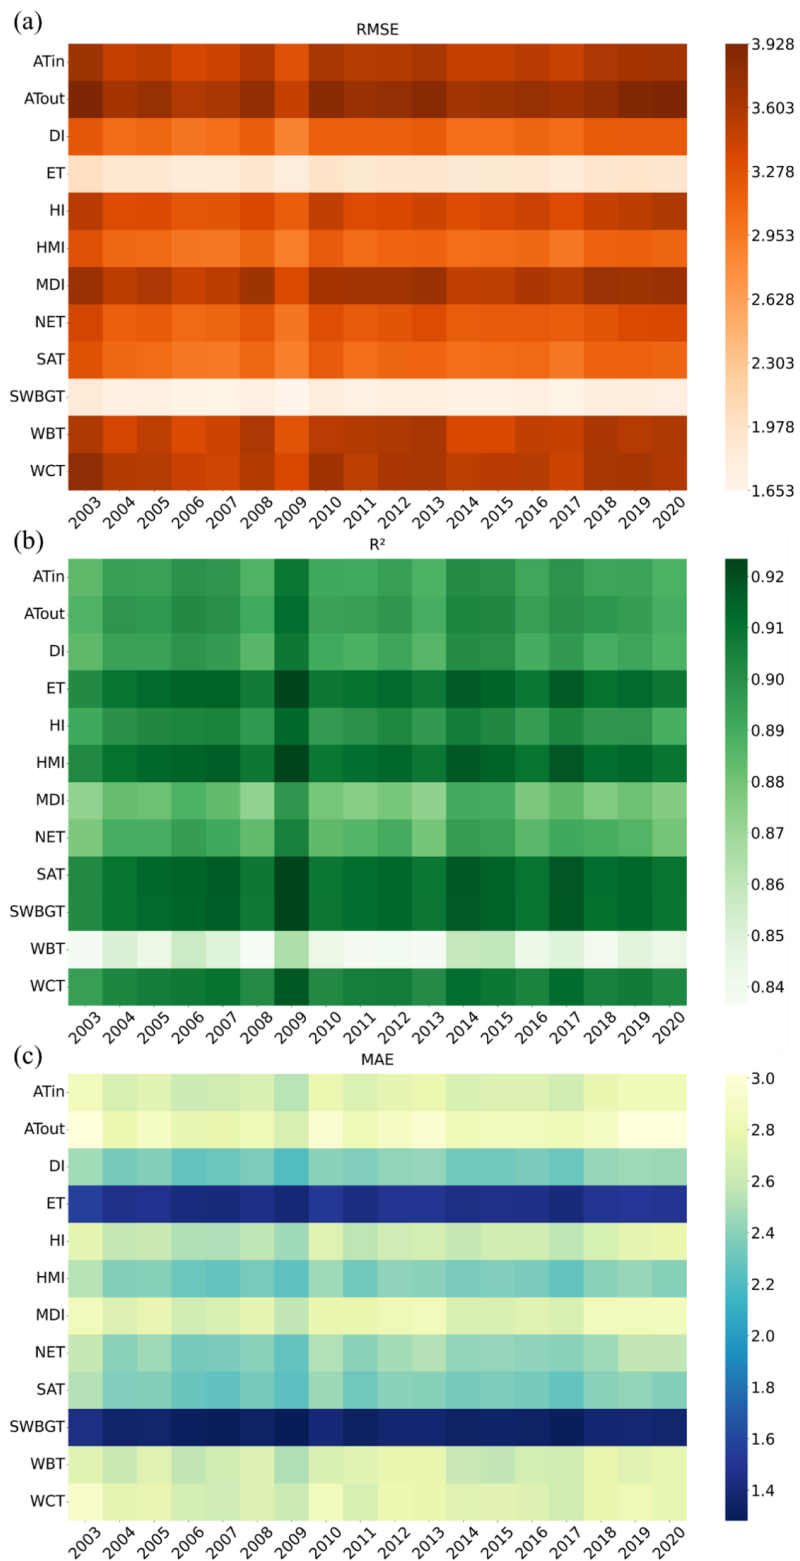 (a)
RMSE
ATin
ATout
DI
ET
HI
HMI
MDI
NET
SAT
SWBGT
WBT
WCT
2003 2004 2005 2006 2007 2008 2009 2010 2011 2012 2013 2014 2015 2016 2017 2018 2019 2020
3.928
3.603
3.278
2.953
2.628
2.303
1.978
1.653
(b)
R²
ATin
ATout
DI
ET
HI
HMI
MDI
NET
SAT
SWBGT
WBT
WCT
2003 2004 2005 2006 2007 2008 2009 2010 2011 2012 2013 2014 2015 2016 2017 2018 2019 2020
0.92
0.91
0.90
0.89
0.88
0.87
0.86
0.85
0.84
(c)
MAE
ATin
ATout
DI
ET
HI
HMI
MDI
NET
SAT
SWBGT
WBT
WCT
2003 2004 2005 2006 2007 2008 2009 2010 2011 2012 2013 2014 2015 2016 2017 2018 2019 2020
3.0
2.8
2.6
2.4
2.2
2.0
1.8
1.6
1.4